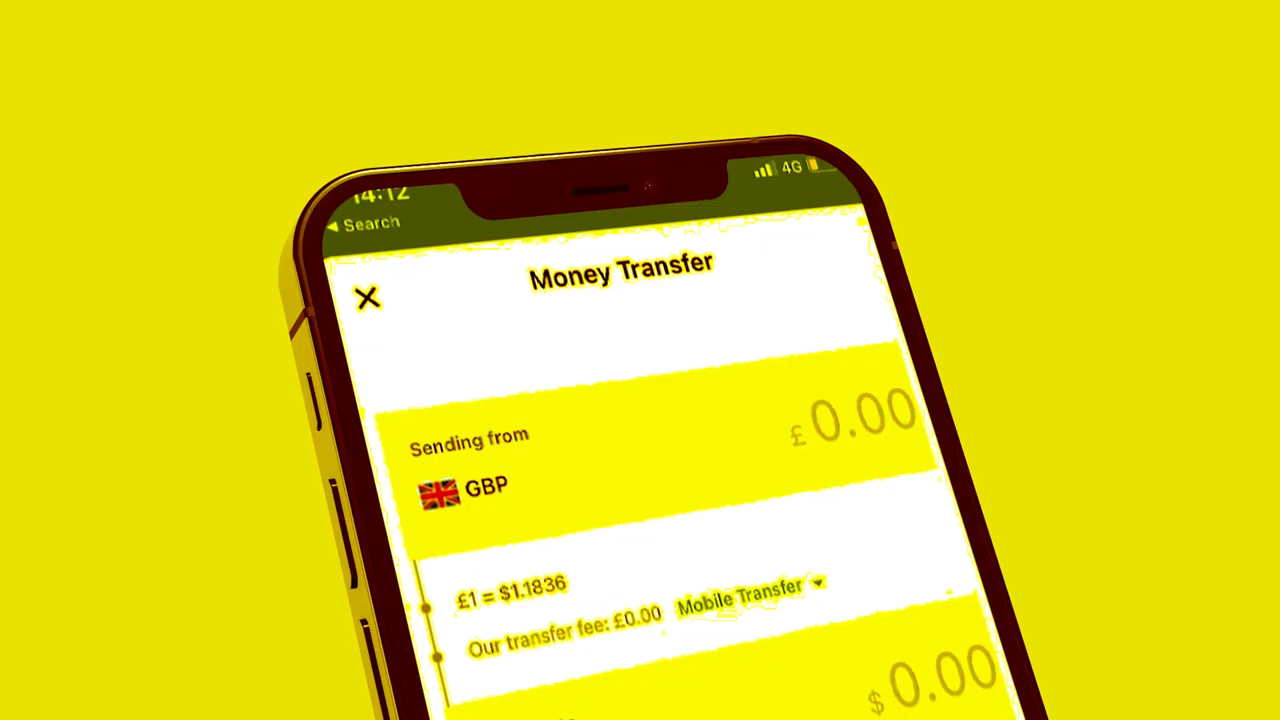 14:12
4G
◀ Search
Money Transfer
Sending from
£ 0.00
GBP
£1 = $1.1836
Our transfer fee: £0.00 Mobile Transfer
$ 0.00